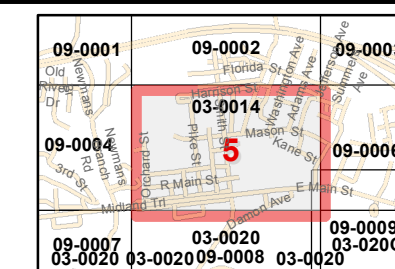 09-0001
09-0002
09-0003
Old
River
Dr
Newmans
Branch
Rd
Newmans
Florida St
Harrison St
Washington Ave
Adams Ave
Jefferson Ave
Summers
Ave
03-0014
Smith St
Pike St
Orchard St
Mason St
Kane St
5
09-0004
09-0006
3rd St
R Main St
E Main St
Midland Trl
Damon Ave
09-0007
03-0020
03-0020
03-0020
09-0008
03-0020
09-0009
03-020